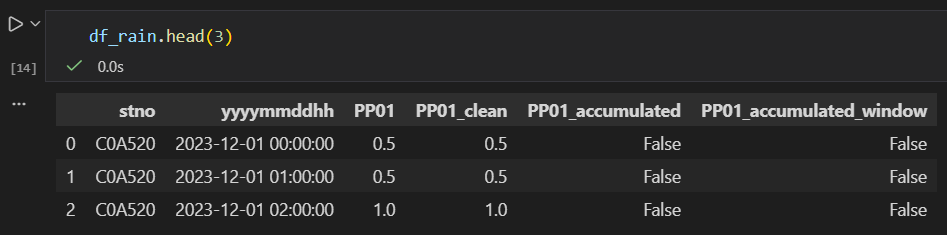 df_rain.head(3)
[14] 0.0s
... stno yyyymmddhh PP01 PP01_clean PP01_accumulated PP01_accumulated_window
0 C0A520 2023-12-01 00:00:00 0.5 0.5 False False
1 C0A520 2023-12-01 01:00:00 0.5 0.5 False False
2 C0A520 2023-12-01 02:00:00 1.0 1.0 False False